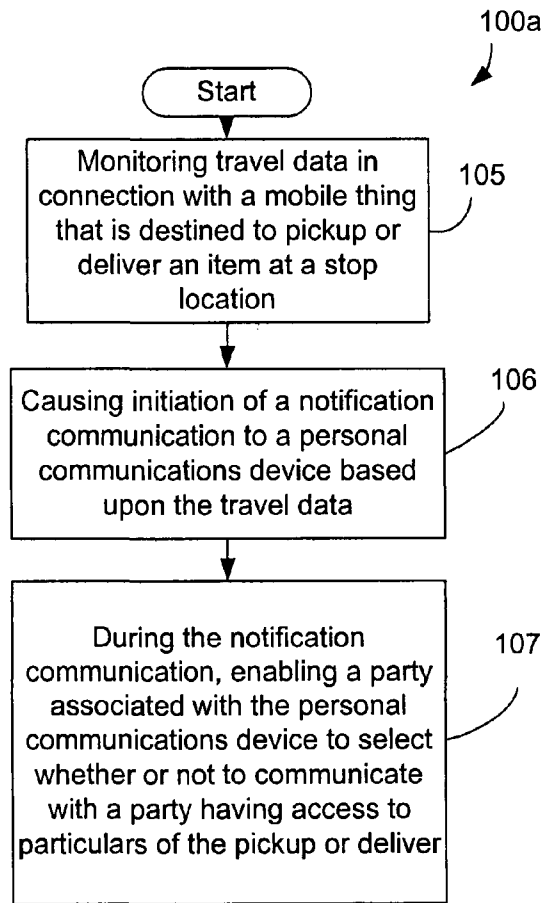 100a
Start
Monitoring travel data in
connection with a mobile thing
that is destined to pickup or
deliver an item at a stop
location
105
Causing initiation of a notification
communication to a personal
communications device based
upon the travel data
106
During the notification
communication, enabling a party
associated with the personal
communications device to select
whether or not to communicate
with a party having access to
particulars of the pickup or deliver
107